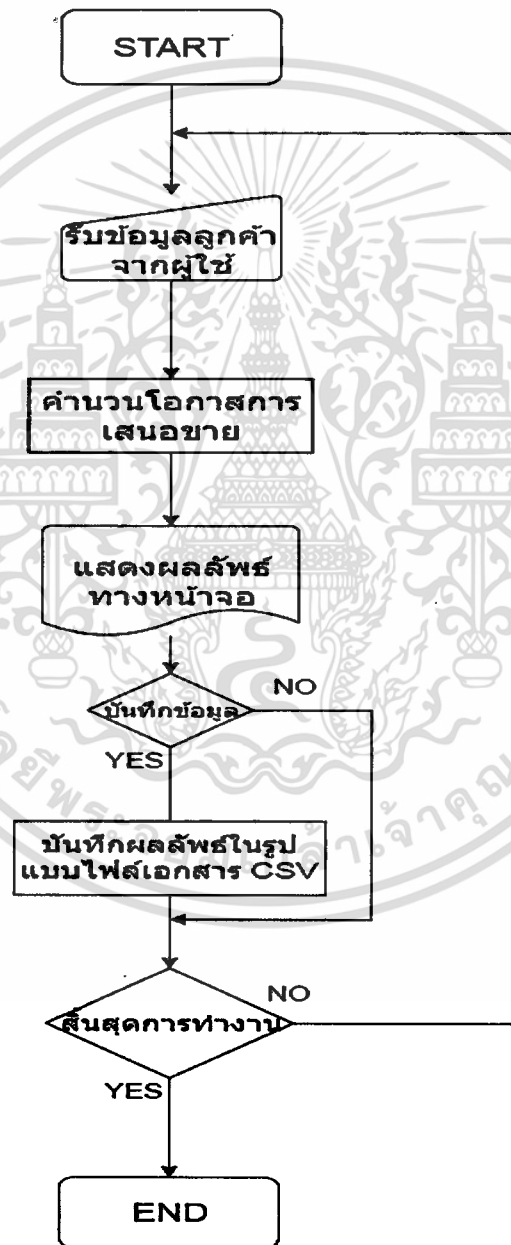 START
รับข้อมูลลูกค้า
จากผู้ใช้
คำนวนโอกาสการ
เสนอขาย
แสดงผลลัพธ์
ทางหน้าจอ
บันทึกข้อมูล
NO
YES
บันทึกผลลัพธ์ในรูป
แบบไฟล์เอกสาร CSV
สิ้นสุดการทำงาน
NO
YES
END